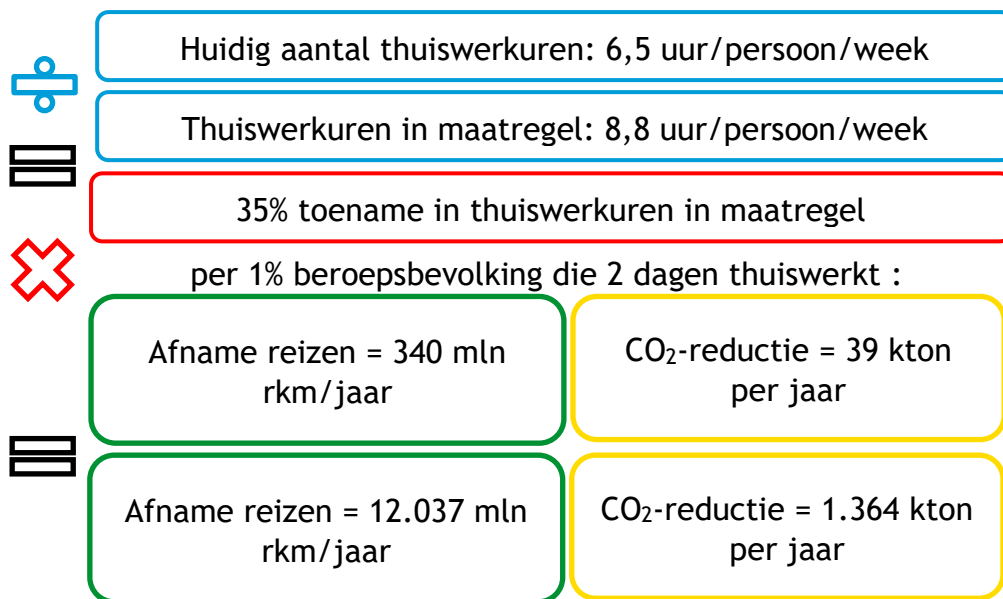 Huidig aantal thuiswerkuren: 6,5 uur/persoon/week
Thuiswerkuren in maatregel: 8,8 uur/persoon/week
35% toename in thuiswerkuren in maatregel
per 1% beroepsbevolking die 2 dagen thuiswerkt :
Afname reizen = 340 mln
rkm/jaar
CO₂-reductie = 39 kton
per jaar
Afname reizen = 12.037 mln
rkm/jaar
CO₂-reductie = 1.364 kton
per jaar